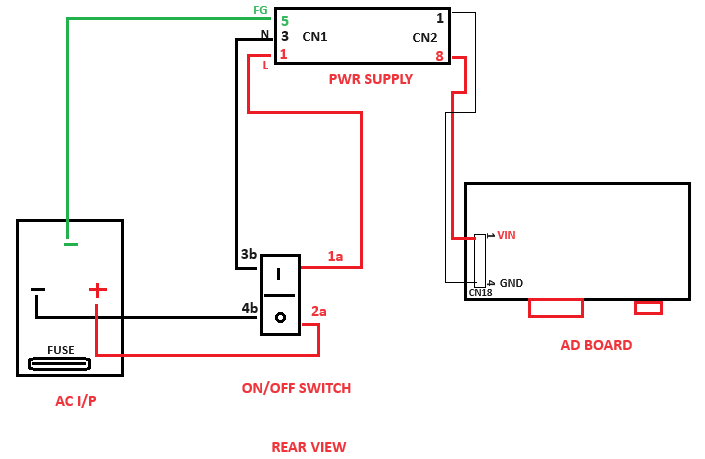 FG
5
1
N
3
CN1
CN2
1
8
L
PWR SUPPLY
3b
1a
I
1
VIN
4
GND
CN18
4b
2a
O
−
− +
FUSE
AD BOARD
ON/OFF SWITCH
AC I/P
REAR VIEW